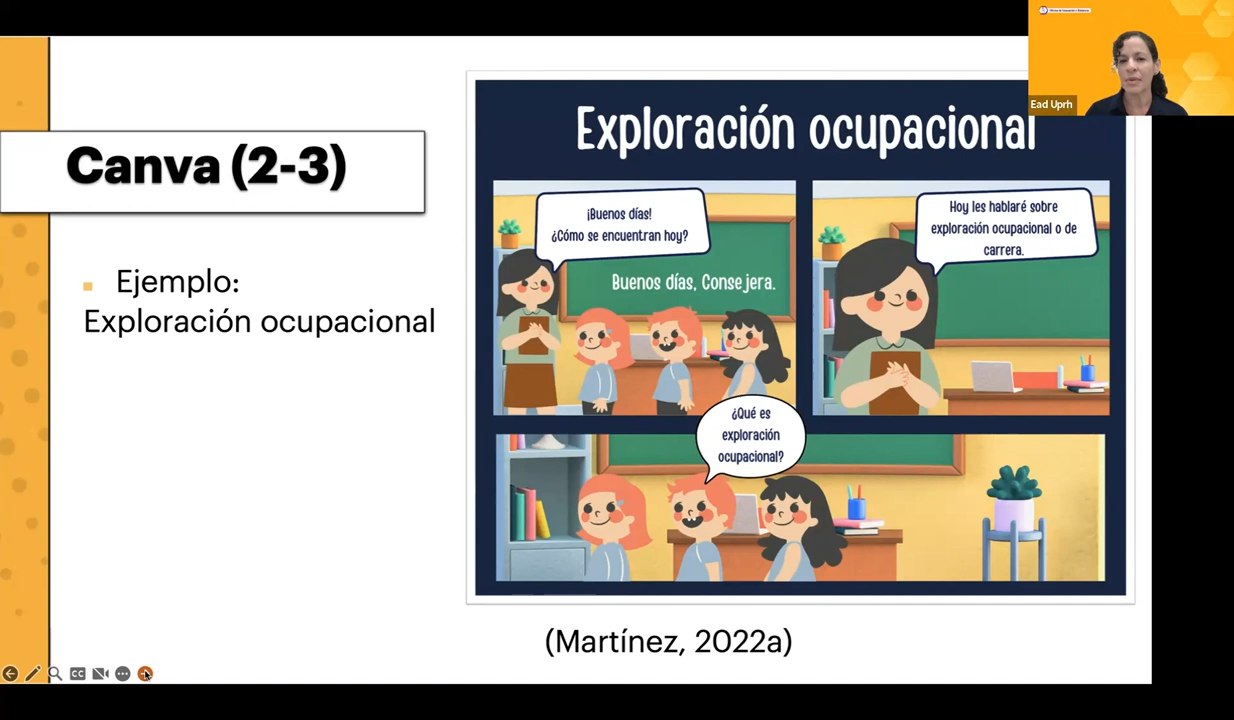 Canva (2-3)
Ejemplo:
Exploración ocupacional
Exploración ocupacional
¡Buenos días!
¿Cómo se encuentran hoy?
Buenos días, Consejera.
Hoy les hablaré sobre
exploración ocupacional o de
carrera.
¿Qué es
exploración
ocupacional?
(Martínez, 2022a)
Ead Uprh
CC